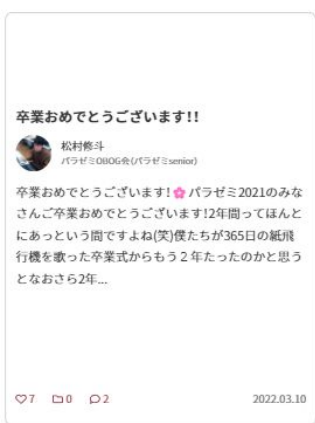 卒業おめでとうございます!!
松村修斗
パラゼミOBOG会(パラゼミsenior)
卒業おめでとうございます!🌸 パラゼミ2021のみな
さんご卒業おめでとうございます!2年間ってほんと
にあっという間ですよね(笑)僕たちが365日の紙飛
行機を歌った卒業式からもう２年たったのかと思う
となおさら2年...
7 0 2 2022.03.10